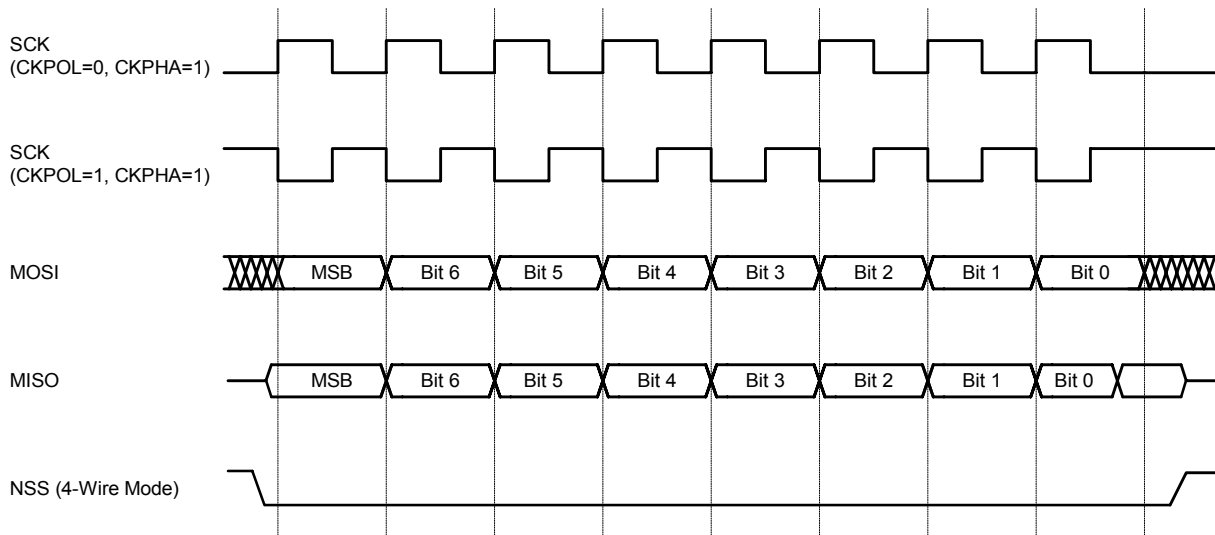 SCK
(CKPOL=0, CKPHA=1)
SCK
(CKPOL=1, CKPHA=1)
MOSI MSB Bit 6 Bit 5 Bit 4 Bit 3 Bit 2 Bit 1 Bit 0
MISO MSB Bit 6 Bit 5 Bit 4 Bit 3 Bit 2 Bit 1 Bit 0
NSS (4-Wire Mode)